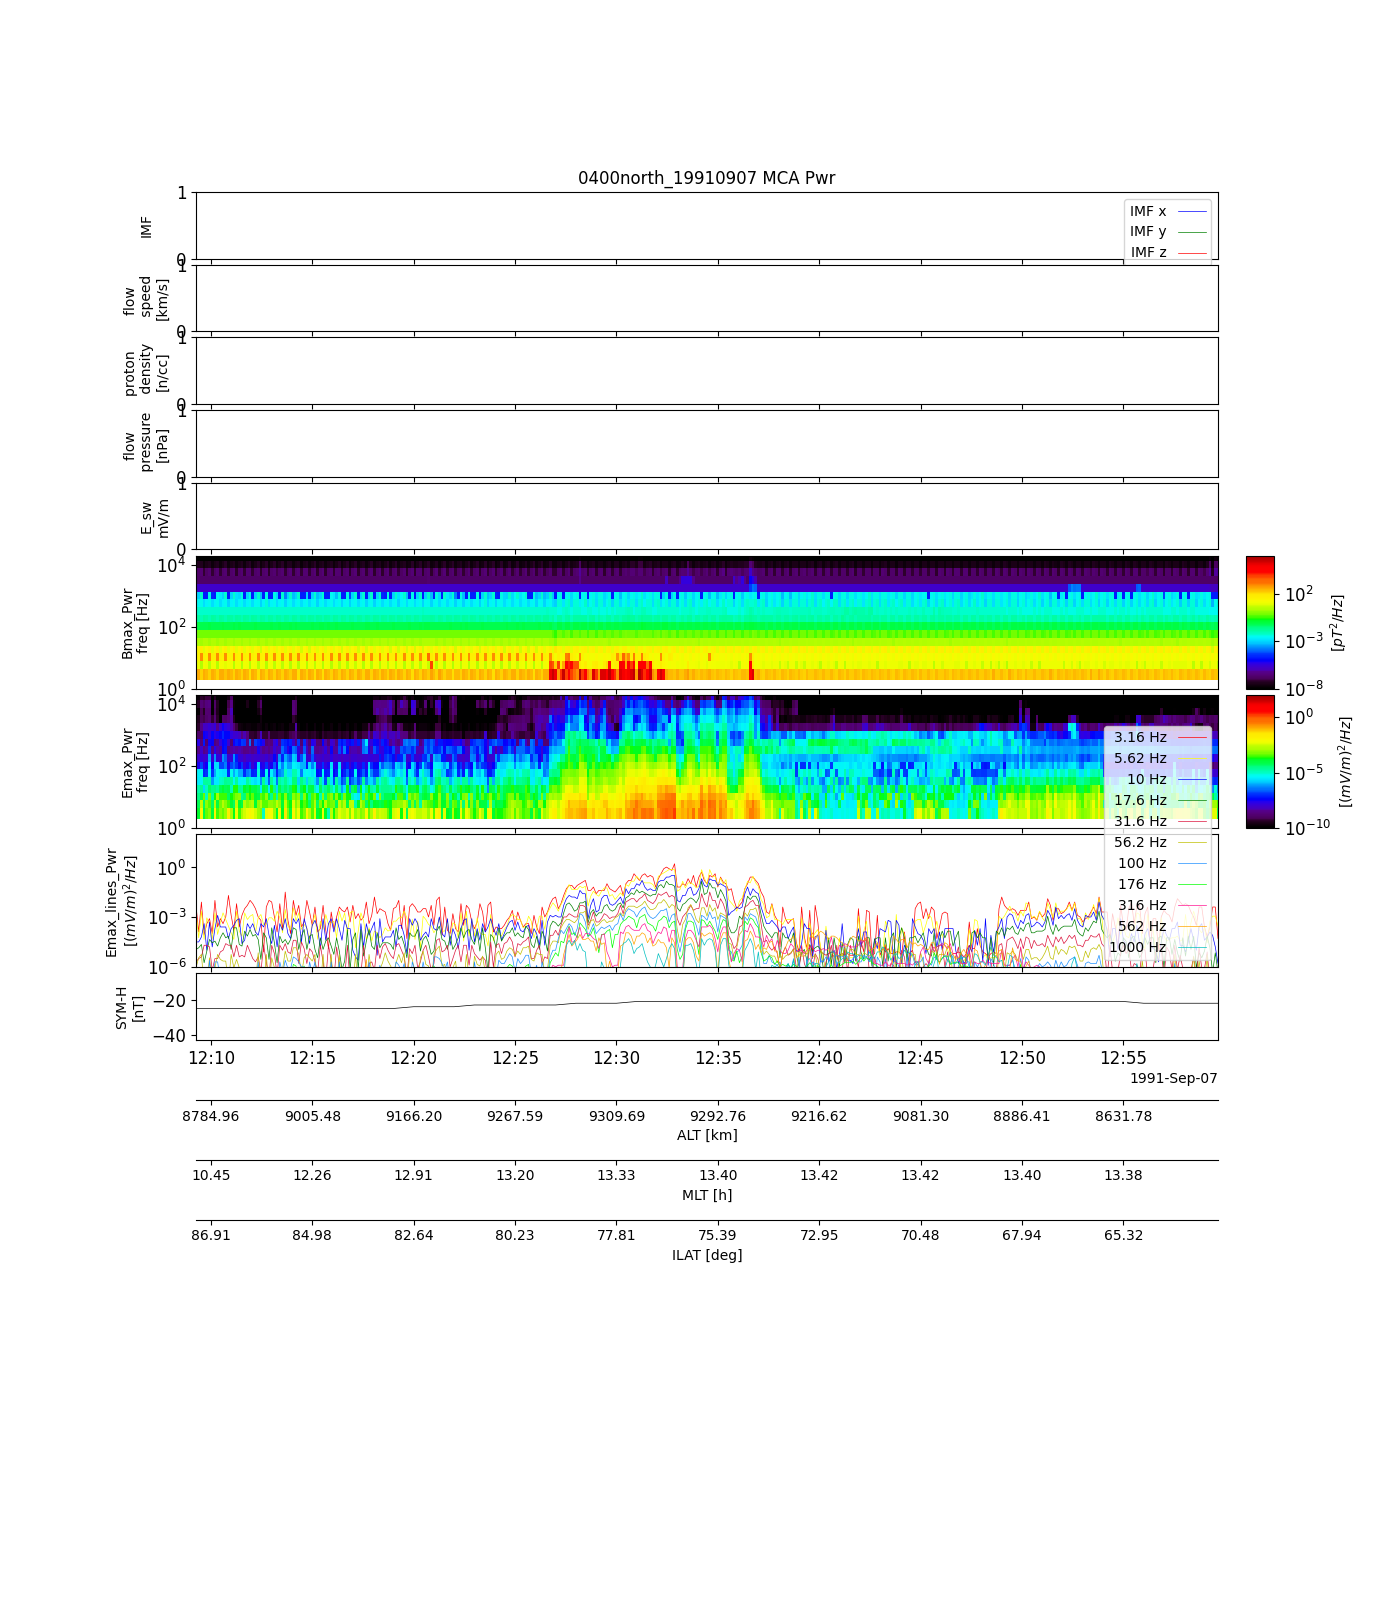 0400north_19910907 MCA Pwr
1
IMF
0
IMF x
IMF y
IMF z
1
flow
speed
[km/s]
0
1
proton
density
[n/cc]
0
1
flow
pressure
[nPa]
0
1
E_sw
mV/m
0
10^4
10^2
10^0
Bmax_Pwr
freq [Hz]
10^2
10^-3
10^-8
[pT^2/Hz]
10^4
10^2
10^0
Emax_Pwr
freq [Hz]
10^0
10^-5
10^-10
[(mV/m)^2/Hz]
3.16 Hz
5.62 Hz
10 Hz
17.6 Hz
31.6 Hz
56.2 Hz
100 Hz
176 Hz
316 Hz
562 Hz
1000 Hz
10^0
10^-3
10^-6
Emax_lines_Pwr
[(mV/m)^2/Hz]
−20
−40
SYM-H
[nT]
12:10 12:15 12:20 12:25 12:30 12:35 12:40 12:45 12:50 12:55
1991-Sep-07
8784.96 9005.48 9166.20 9267.59 9309.69 9292.76 9216.62 9081.30 8886.41 8631.78
ALT [km]
10.45 12.26 12.91 13.20 13.33 13.40 13.42 13.42 13.40 13.38
MLT [h]
86.91 84.98 82.64 80.23 77.81 75.39 72.95 70.48 67.94 65.32
ILAT [deg]